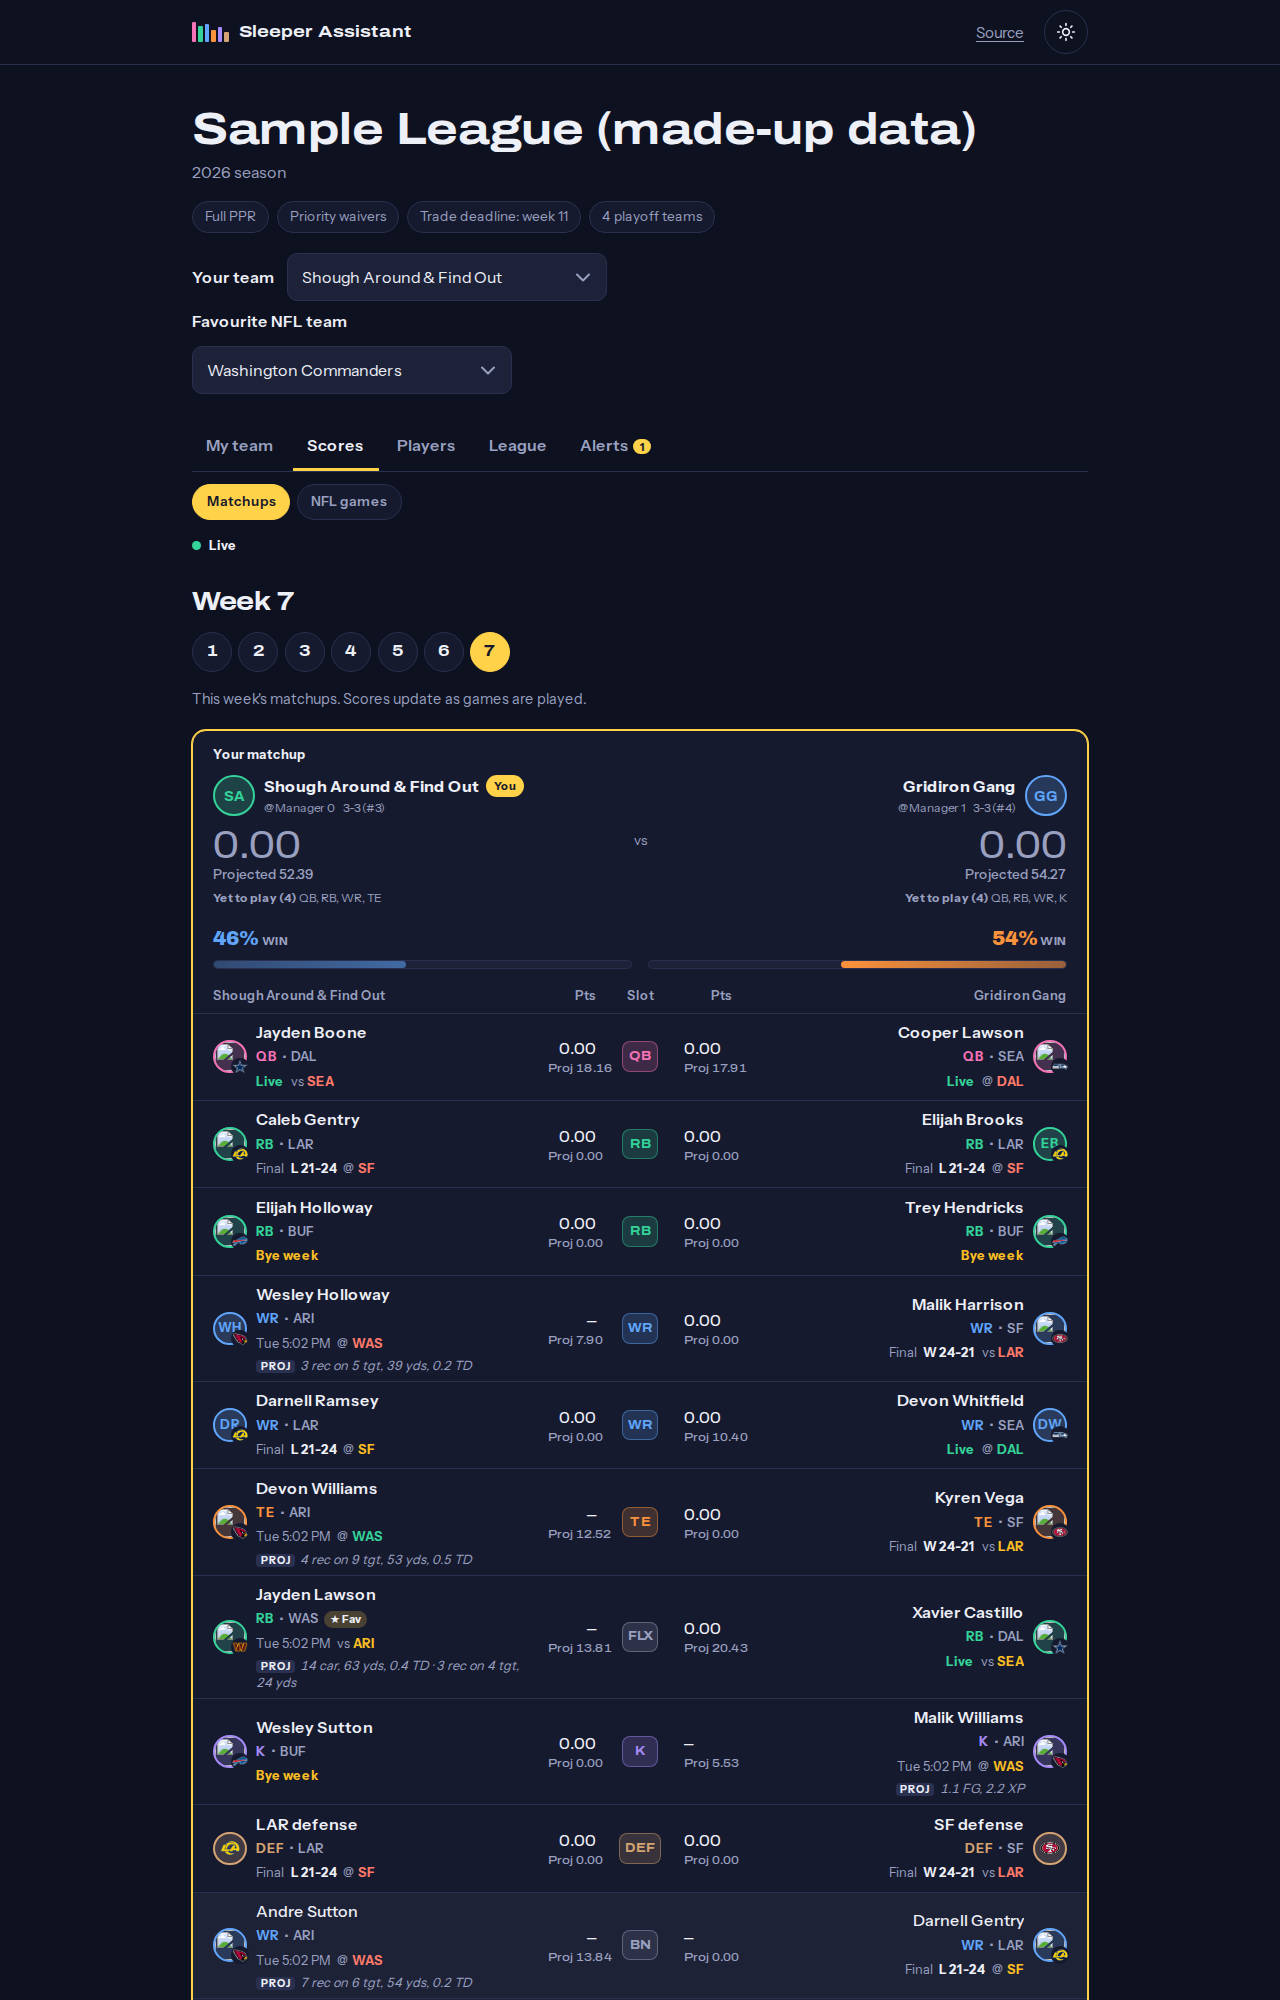 Sleeper Assistant
Source
Sample League (made-up data)
2026 season
Full PPR
Priority waivers
Trade deadline: week 11
4 playoff teams
Your team
Shough Around & Find Out
Favourite NFL team
Washington Commanders
My team
Scores
Players
League
Alerts 1
Matchups
NFL games
Live
Week 7
1 2 3 4 5 6 7
This week's matchups. Scores update as games are played.
Your matchup
SA
Shough Around & Find Out You
@Manager 0 3-3 (#3)
Gridiron Gang
@Manager 1 3-3 (#4)
GG
0.00
vs
0.00
Projected 52.39
Projected 54.27
Yet to play (4) QB, RB, WR, TE
Yet to play (4) QB, RB, WR, K
46% WIN
54% WIN
Shough Around & Find Out Pts Slot Pts Gridiron Gang
Jayden Boone
QB · DAL
Live vs SEA
0.00
Proj 18.16
QB
0.00
Proj 17.91
Cooper Lawson
QB · SEA
Live @ DAL
Caleb Gentry
RB · LAR
Final L 21-24 @ SF
0.00
Proj 0.00
RB
0.00
Proj 0.00
Elijah Brooks
RB · LAR
Final L 21-24 @ SF
EB
Elijah Holloway
RB · BUF
Bye week
0.00
Proj 0.00
RB
0.00
Proj 0.00
Trey Hendricks
RB · BUF
Bye week
WH
Wesley Holloway
WR · ARI
Tue 5:02 PM @ WAS
PROJ 3 rec on 5 tgt, 39 yds, 0.2 TD
–
Proj 7.90
WR
0.00
Proj 0.00
Malik Harrison
WR · SF
Final W 24-21 vs LAR
DR
Darnell Ramsey
WR · LAR
Final L 21-24 @ SF
0.00
Proj 0.00
WR
0.00
Proj 10.40
Devon Whitfield
WR · SEA
Live @ DAL
DW
Devon Williams
TE · ARI
Tue 5:02 PM @ WAS
PROJ 4 rec on 9 tgt, 53 yds, 0.5 TD
–
Proj 12.52
TE
0.00
Proj 0.00
Kyren Vega
TE · SF
Final W 24-21 vs LAR
Jayden Lawson
RB · WAS ★ Fav
Tue 5:02 PM vs ARI
PROJ 14 car, 63 yds, 0.4 TD · 3 rec on 4 tgt,
24 yds
–
Proj 13.81
FLX
0.00
Proj 20.43
Xavier Castillo
RB · DAL
Live vs SEA
Wesley Sutton
K · BUF
Bye week
0.00
Proj 0.00
K
–
Proj 5.53
Malik Williams
K · ARI
Tue 5:02 PM @ WAS
PROJ 1.1 FG, 2.2 XP
LAR defense
DEF · LAR
Final L 21-24 @ SF
0.00
Proj 0.00
DEF
0.00
Proj 0.00
SF defense
DEF · SF
Final W 24-21 vs LAR
Andre Sutton
WR · ARI
Tue 5:02 PM @ WAS
PROJ 7 rec on 6 tgt, 54 yds, 0.2 TD
–
Proj 13.84
BN
–
Proj 0.00
Darnell Gentry
WR · LAR
Final L 21-24 @ SF